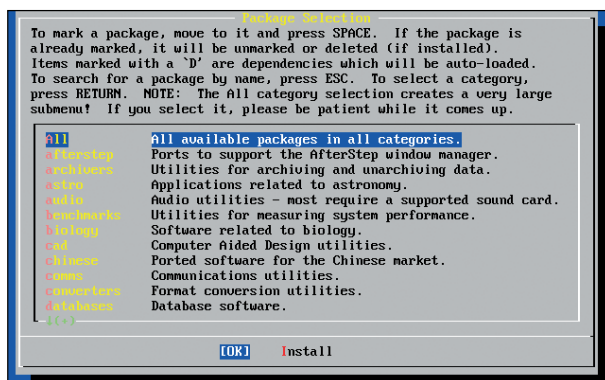 Package Selection
To mark a package, move to it and press SPACE. If the package is
already marked, it will be unmarked or deleted (if installed).
Items marked with a `D' are dependencies which will be auto-loaded.
To search for a package by name, press ESC. To select a category,
press RETURN. NOTE: The All category selection creates a very large
submenu! If you select it, please be patient while it comes up.
All All available packages in all categories.
afterstep Ports to support the AfterStep window manager.
archivers Utilities for archiving and unarchiving data.
astro Applications related to astronomy.
audio Audio utilities - most require a supported sound card.
benchmarks Utilities for measuring system performance.
biology Software related to biology.
cad Computer Aided Design utilities.
chinese Ported software for the Chinese market.
comms Communications utilities.
converters Format conversion utilities.
databases Database software.
(+)
[OK] Install